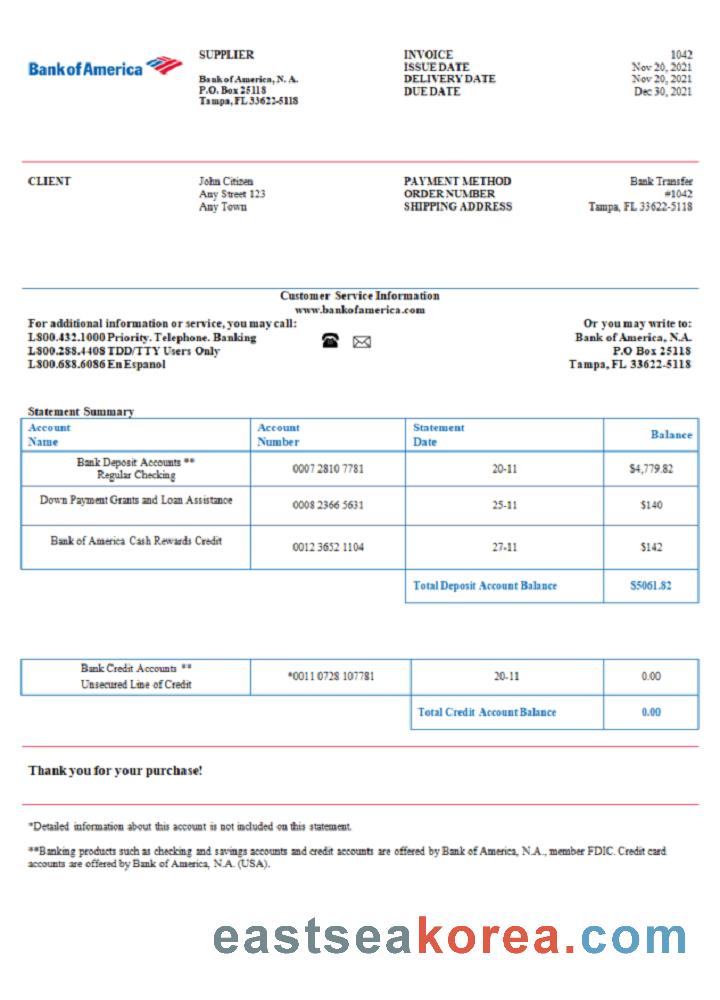 Bank of America
SUPPLIER
Bank of America, N. A.
P.O. Box 25118
Tampa, FL 33622-5118
INVOICE 1042
ISSUE DATE Nov 20, 2021
DELIVERY DATE Nov 20, 2021
DUE DATE Dec 30, 2021
CLIENT
John Citizen
Any Street 123
Any Town
PAYMENT METHOD Bank Transfer
ORDER NUMBER #1042
SHIPPING ADDRESS Tampa, FL 33622-5118
Customer Service Information
www.bankofamerica.com
For additional information or service, you may call:
L800.432.1000 Priority. Telephone. Banking
L800.288.4408 TDD/TTY Users Only
L800.688.6086 En Espanol
Or you may write to:
Bank of America, N.A.
P.O Box 25118
Tampa, FL 33622-5118
Statement Summary
Account Name Account Number Statement Date Balance
Bank Deposit Accounts **
Regular Checking 0007 2810 7781 20-11 $4,779.82
Down Payment Grants and Loan Assistance 0008 2366 5631 25-11 $140
Bank of America Cash Rewards Credit 0012 3652 1104 27-11 $142
Total Deposit Account Balance $5061.82
Bank Credit Accounts **
Unsecured Line of Credit *0011 0728 107781 20-11 0.00
Total Credit Account Balance 0.00
Thank you for your purchase!
*Detailed information about this account is not included on this statement.
**Banking products such as checking and savings accounts and credit accounts are offered by Bank of America, N.A., member FDIC. Credit card
accounts are offered by Bank of America, N.A. (USA).
eastseakorea.com